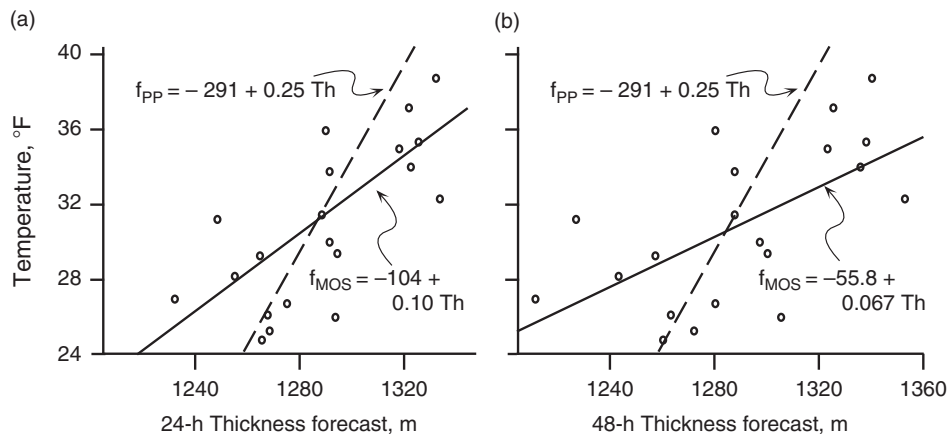 (a)
(b)
40
36
32
28
24
Temperature, °F
f_PP = – 291 + 0.25 Th
f_MOS = –104 +
0.10 Th
1240
1280
1320
24-h Thickness forecast, m
f_PP = – 291 + 0.25 Th
f_MOS = –55.8 +
0.067 Th
1240
1280
1320
1360
48-h Thickness forecast, m